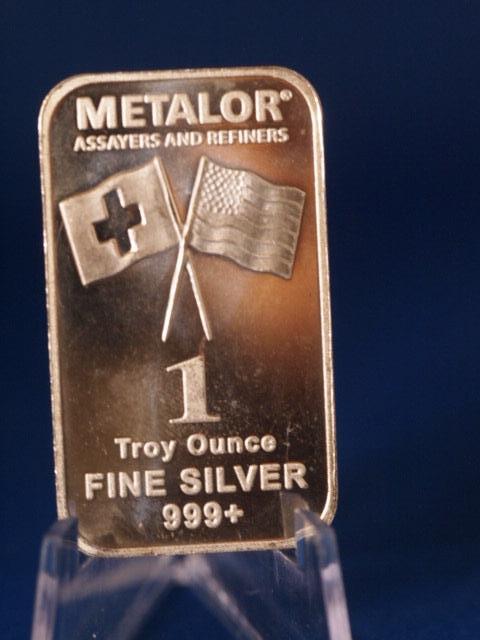 METALOR®
ASSAYERS AND REFINERS
1
Troy Ounce
FINE SILVER
999+